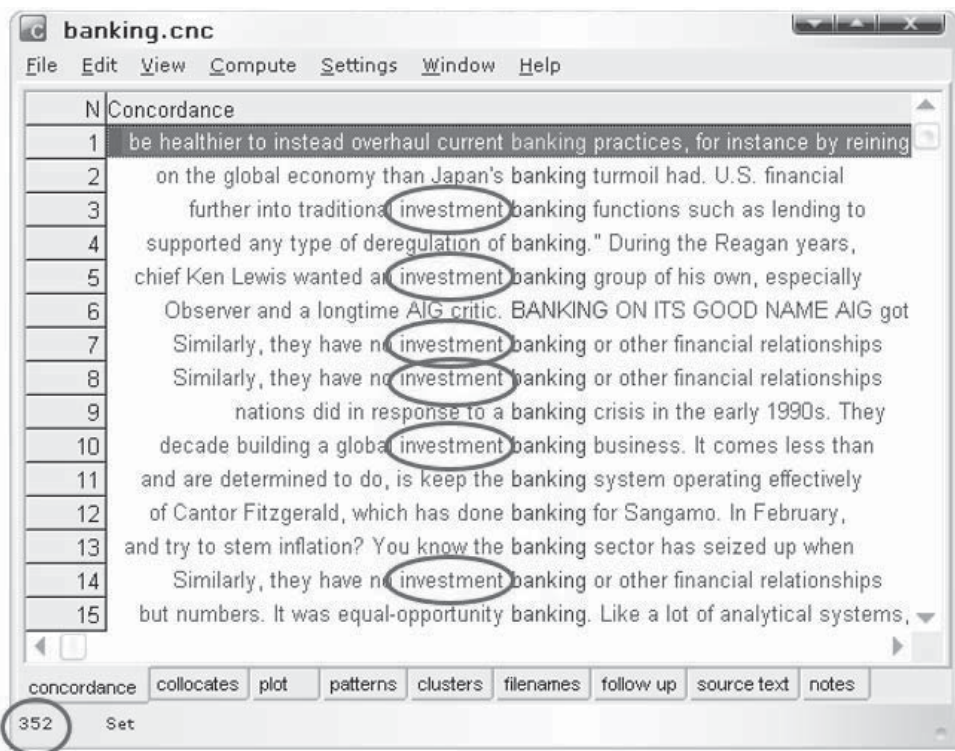 banking.cnc
File Edit View Compute Settings Window Help
N Concordance
1 be healthier to instead overhaul current banking practices, for instance by reining
2 on the global economy than Japan's banking turmoil had. U.S. financial
3 further into traditional investment banking functions such as lending to
4 supported any type of deregulation of banking." During the Reagan years,
5 chief Ken Lewis wanted an investment banking group of his own, especially
6 Observer and a longtime AIG critic. BANKING ON ITS GOOD NAME AIG got
7 Similarly, they have no investment banking or other financial relationships
8 Similarly, they have no investment banking or other financial relationships
9 nations did in response to a banking crisis in the early 1990s. They
10 decade building a global investment banking business. It comes less than
11 and are determined to do, is keep the banking system operating effectively
12 of Cantor Fitzgerald, which has done banking for Sangamo. In February,
13 and try to stem inflation? You know the banking sector has seized up when
14 Similarly, they have no investment banking or other financial relationships
15 but numbers. It was equal-opportunity banking. Like a lot of analytical systems,
concordance collocates plot patterns clusters filenames follow up source text notes
352 Set